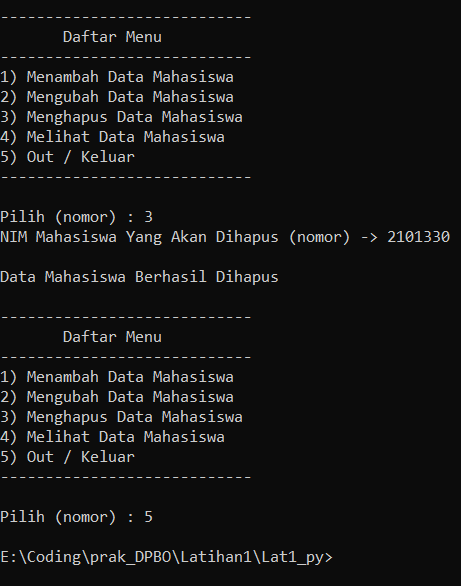 ----------------------------
Daftar Menu
----------------------------
1) Menambah Data Mahasiswa
2) Mengubah Data Mahasiswa
3) Menghapus Data Mahasiswa
4) Melihat Data Mahasiswa
5) Out / Keluar
----------------------------
Pilih (nomor) : 3
NIM Mahasiswa Yang Akan Dihapus (nomor) -> 2101330
Data Mahasiswa Berhasil Dihapus
----------------------------
Daftar Menu
----------------------------
1) Menambah Data Mahasiswa
2) Mengubah Data Mahasiswa
3) Menghapus Data Mahasiswa
4) Melihat Data Mahasiswa
5) Out / Keluar
----------------------------
Pilih (nomor) : 5
E:\Coding\prak_DPBO\Latihan1\Lat1_py>